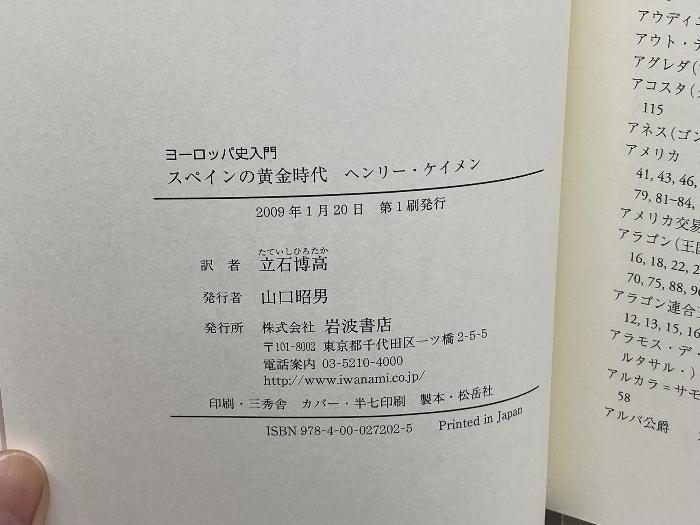 ヨーロッパ史入門
スペインの黄金時代 ヘンリー・ケイメン
2009年1月20日 第1刷発行
たていしひろたか
訳者 立石博高
発行者 山口昭男
発行所 株式会社 岩波書店
〒101-8002 東京都千代田区一ツ橋2-5-5
電話案内 03-5210-4000
http://www.iwanami.co.jp/
印刷・三秀舎 カバー・半七印刷 製本・松岳社
ISBN 978-4-00-027202-5 Printed in Japan
アウディエ
アウト・デ
アグレダ(
アコスタ(
115
アネス(ゴン
アメリカ
41, 43, 46,
79, 81-84,
アメリカ交易
アラゴン(王国
16, 18, 22, 2
70, 75, 88, 9
アラゴン連合
12, 13, 15, 16
アラモス・デ・
ルタサル・)
アルカラ=サモ
58
アルバ公爵